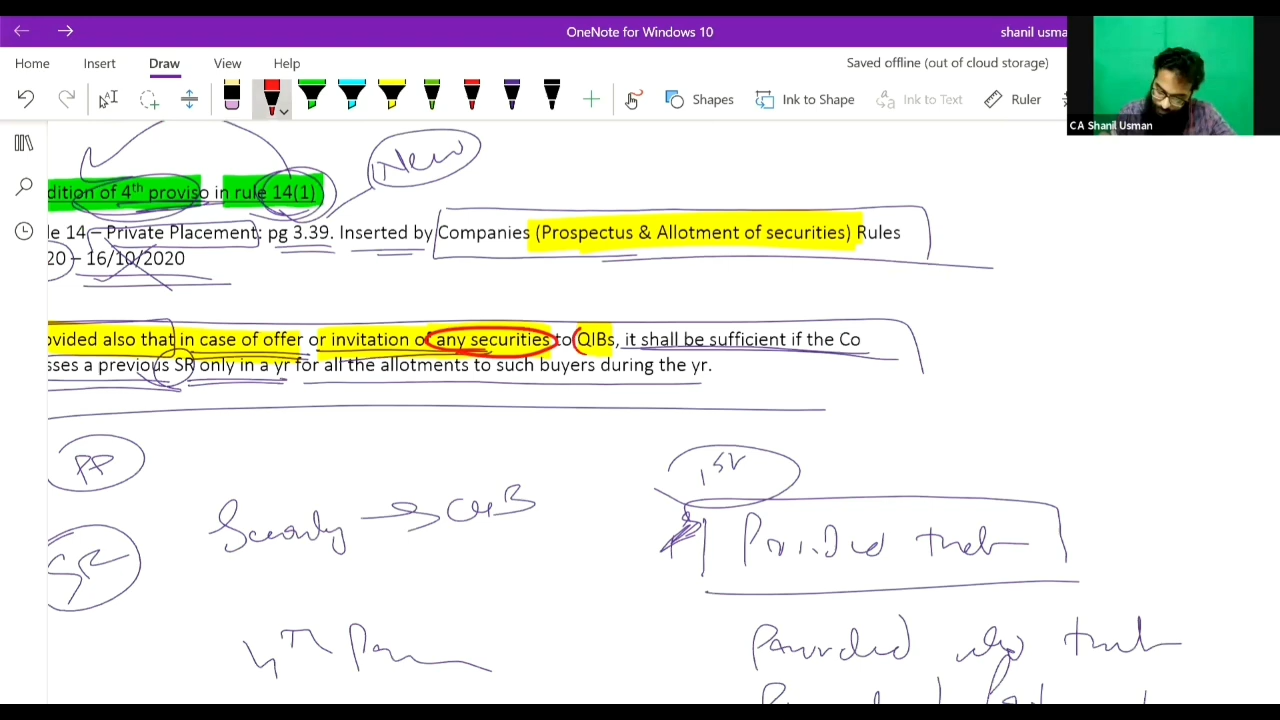 OneNote for Windows 10
shanil usma
Home Insert Draw View Help
Saved offline (out of cloud storage)
Shapes Ink to Shape Ink to Text Ruler
CA Shanil Usman
New
dition of 4th proviso in rule 14(1)
le 14 – Private Placement: pg 3.39. Inserted by Companies (Prospectus & Allotment of securities) Rules
20 – 16/10/2020
ovided also that in case of offer or invitation of any securities to QIBs, it shall be sufficient if the Co
sses a previous SR only in a yr for all the allotments to such buyers during the yr.
PP
1st
Security → QIB
Provided that
SR
4th
Provided also that